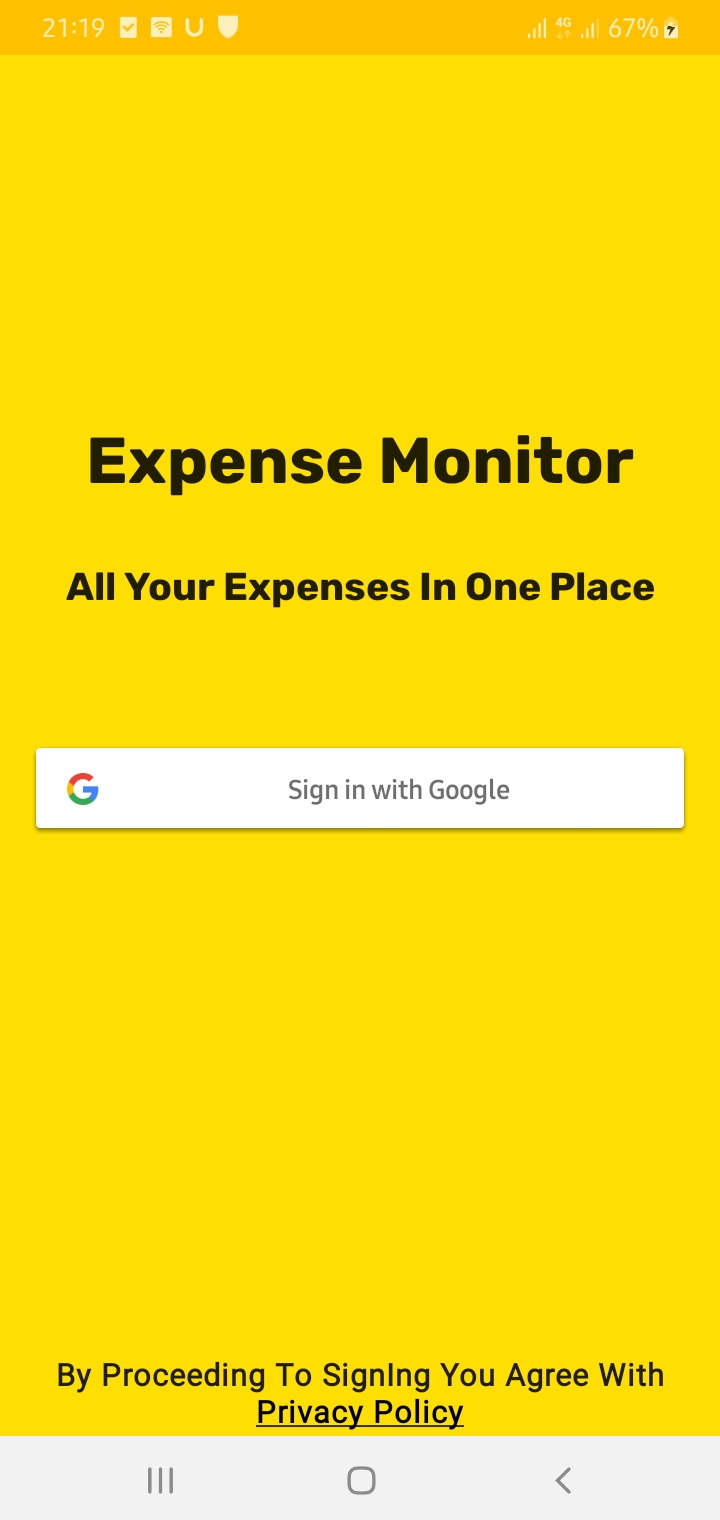 21:19 4G 67%
Expense Monitor
All Your Expenses In One Place
Sign in with Google
By Proceeding To SignIng You Agree With
Privacy Policy